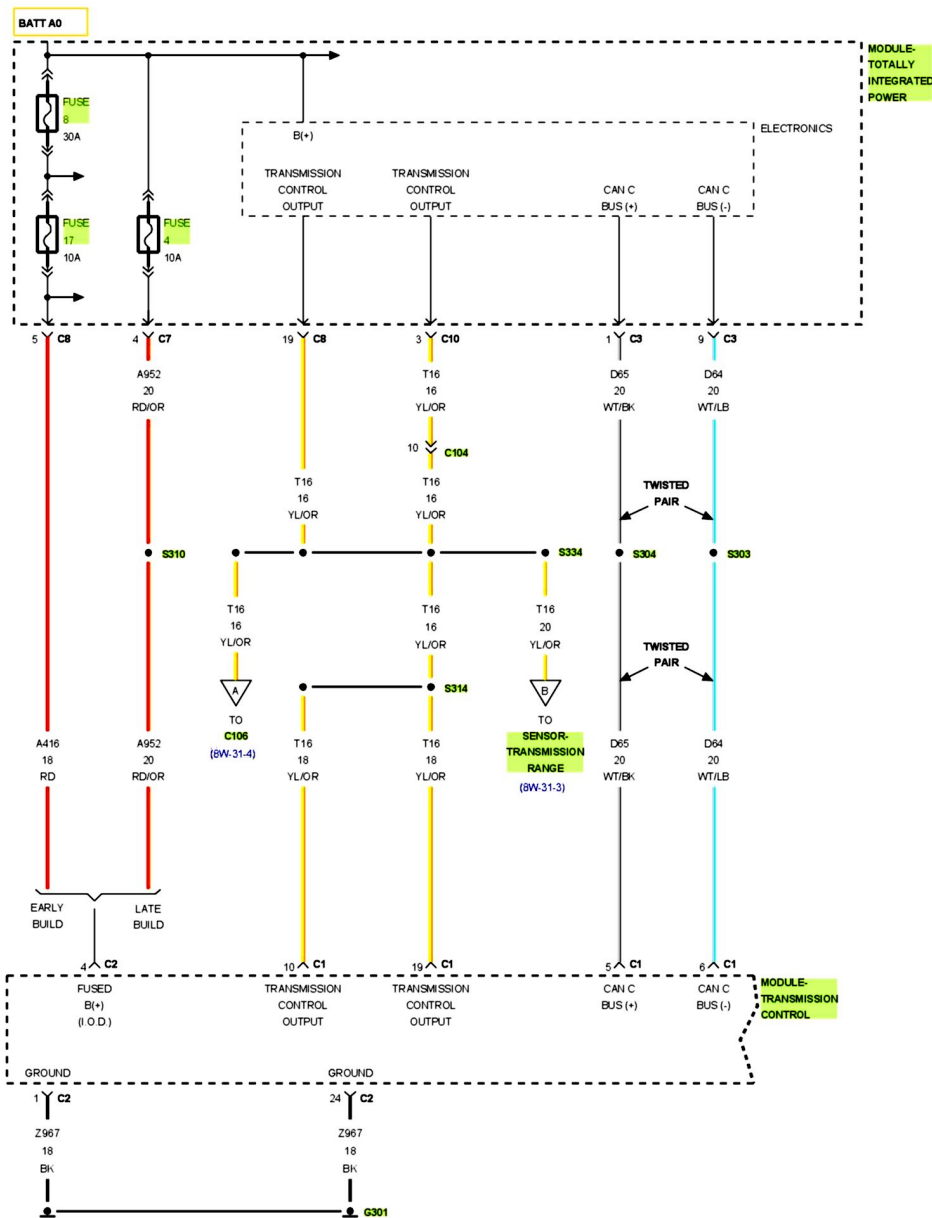 BATT A0
MODULE-
TOTALLY
INTEGRATED
POWER
FUSE
8
30A
B(+)
ELECTRONICS
TRANSMISSION
CONTROL
OUTPUT
TRANSMISSION
CONTROL
OUTPUT
CAN C
BUS (+)
CAN C
BUS (-)
FUSE
17
10A
FUSE
4
10A
5 C8
4 C7
19 C8
3 C10
1 C3
9 C3
A952
20
RD/OR
T16
16
YL/OR
D65
20
WT/BK
D64
20
WT/LB
10 C104
T16
16
YL/OR
T16
16
YL/OR
TWISTED
PAIR
S310
S334
S304
S303
T16
16
YL/OR
T16
16
YL/OR
T16
20
YL/OR
TWISTED
PAIR
A
S314
B
TO
C106
(8W-31-4)
TO
SENSOR-
TRANSMISSION
RANGE
(8W-31-3)
A416
18
RD
A952
20
RD/OR
T16
18
YL/OR
T16
18
YL/OR
D65
20
WT/BK
D64
20
WT/LB
EARLY
BUILD
LATE
BUILD
4 C2
10 C1
19 C1
5 C1
6 C1
FUSED
B(+)
(I.O.D.)
TRANSMISSION
CONTROL
OUTPUT
TRANSMISSION
CONTROL
OUTPUT
CAN C
BUS (+)
CAN C
BUS (-)
MODULE-
TRANSMISSION
CONTROL
GROUND
GROUND
1 C2
24 C2
Z967
18
BK
Z967
18
BK
G301